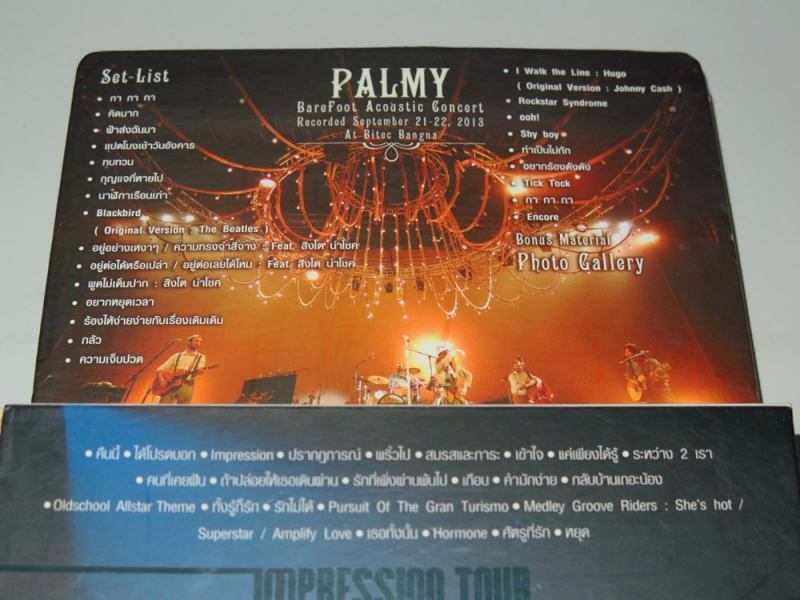 Set-List
PALMY
BareFoot Acoustic Concert
Recorded September 21-22, 2013
At Bitec Bangna
• กา กา กา
• คิดมาก
• ฟ้าส่งฉันมา
• แปดโมงเช้าวันอังคาร
• ทบทวน
• กุญแจที่หายไป
• นาฬิกาเรือนเก่า
• Blackbird
( Original Version : The Beatles )
• อยู่อย่างเหงาๆ / ความทรงจำสีจาง : Feat. สิงโต นำโชค
• อยู่ต่อได้หรือเปล่า / อยู่ต่อเลยได้ไหม : Feat. สิงโต นำโชค
• พูดไม่เต็มปาก : สิงโต นำโชค
• อยากหยุดเวลา
• ร้องไห้ง่ายง่ายกับเรื่องเดิมเดิม
• กลัว
• ความเจ็บปวด
• I Walk the Line : Hugo
( Original Version : Johnny Cash )
• Rockstar Syndrome
• ooh!
• Shy boy
• ทำเป็นไม่ทัก
• อยากร้องดังดัง
• Tick Tock
• กา กา กา
• Encore
Bonus Material
Photo Gallery
• คืนนี้ • ได้โปรดบอก • Impression • ปรากฏการณ์ • พริ้วไป • สมรสและภาระ • เข้าใจ • แค่เพียงได้รู้ • ระหว่าง 2 เรา
• คนที่เคยฝัน • ถ้าปล่อยให้เธอเดินผ่าน • รักที่เพิ่งผ่านพ้นไป • เกือบ • คำมักง่าย • กลับบ้านเถอะน้อง
• Oldschool Allstar Theme • ทั้งรู้ก็รัก • รักไม่ได้ • Pursuit Of The Gran Turismo • Medley Groove Riders : She's hot /
Superstar / Amplify Love • เธอทั้งนั้น • Hormone • ศัตรูที่รัก • หยุด
IMPRESSION TOUR